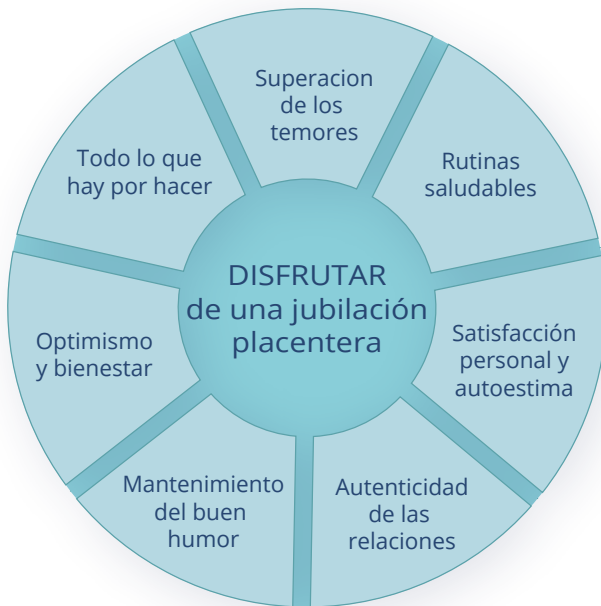 Superacion
de los
temores
Rutinas
saludables
Satisfacción
personal y
autoestima
Autenticidad
de las
relaciones
Mantenimiento
del buen
humor
Optimismo
y bienestar
Todo lo que
hay por hacer
DISFRUTAR
de una jubilación
placentera